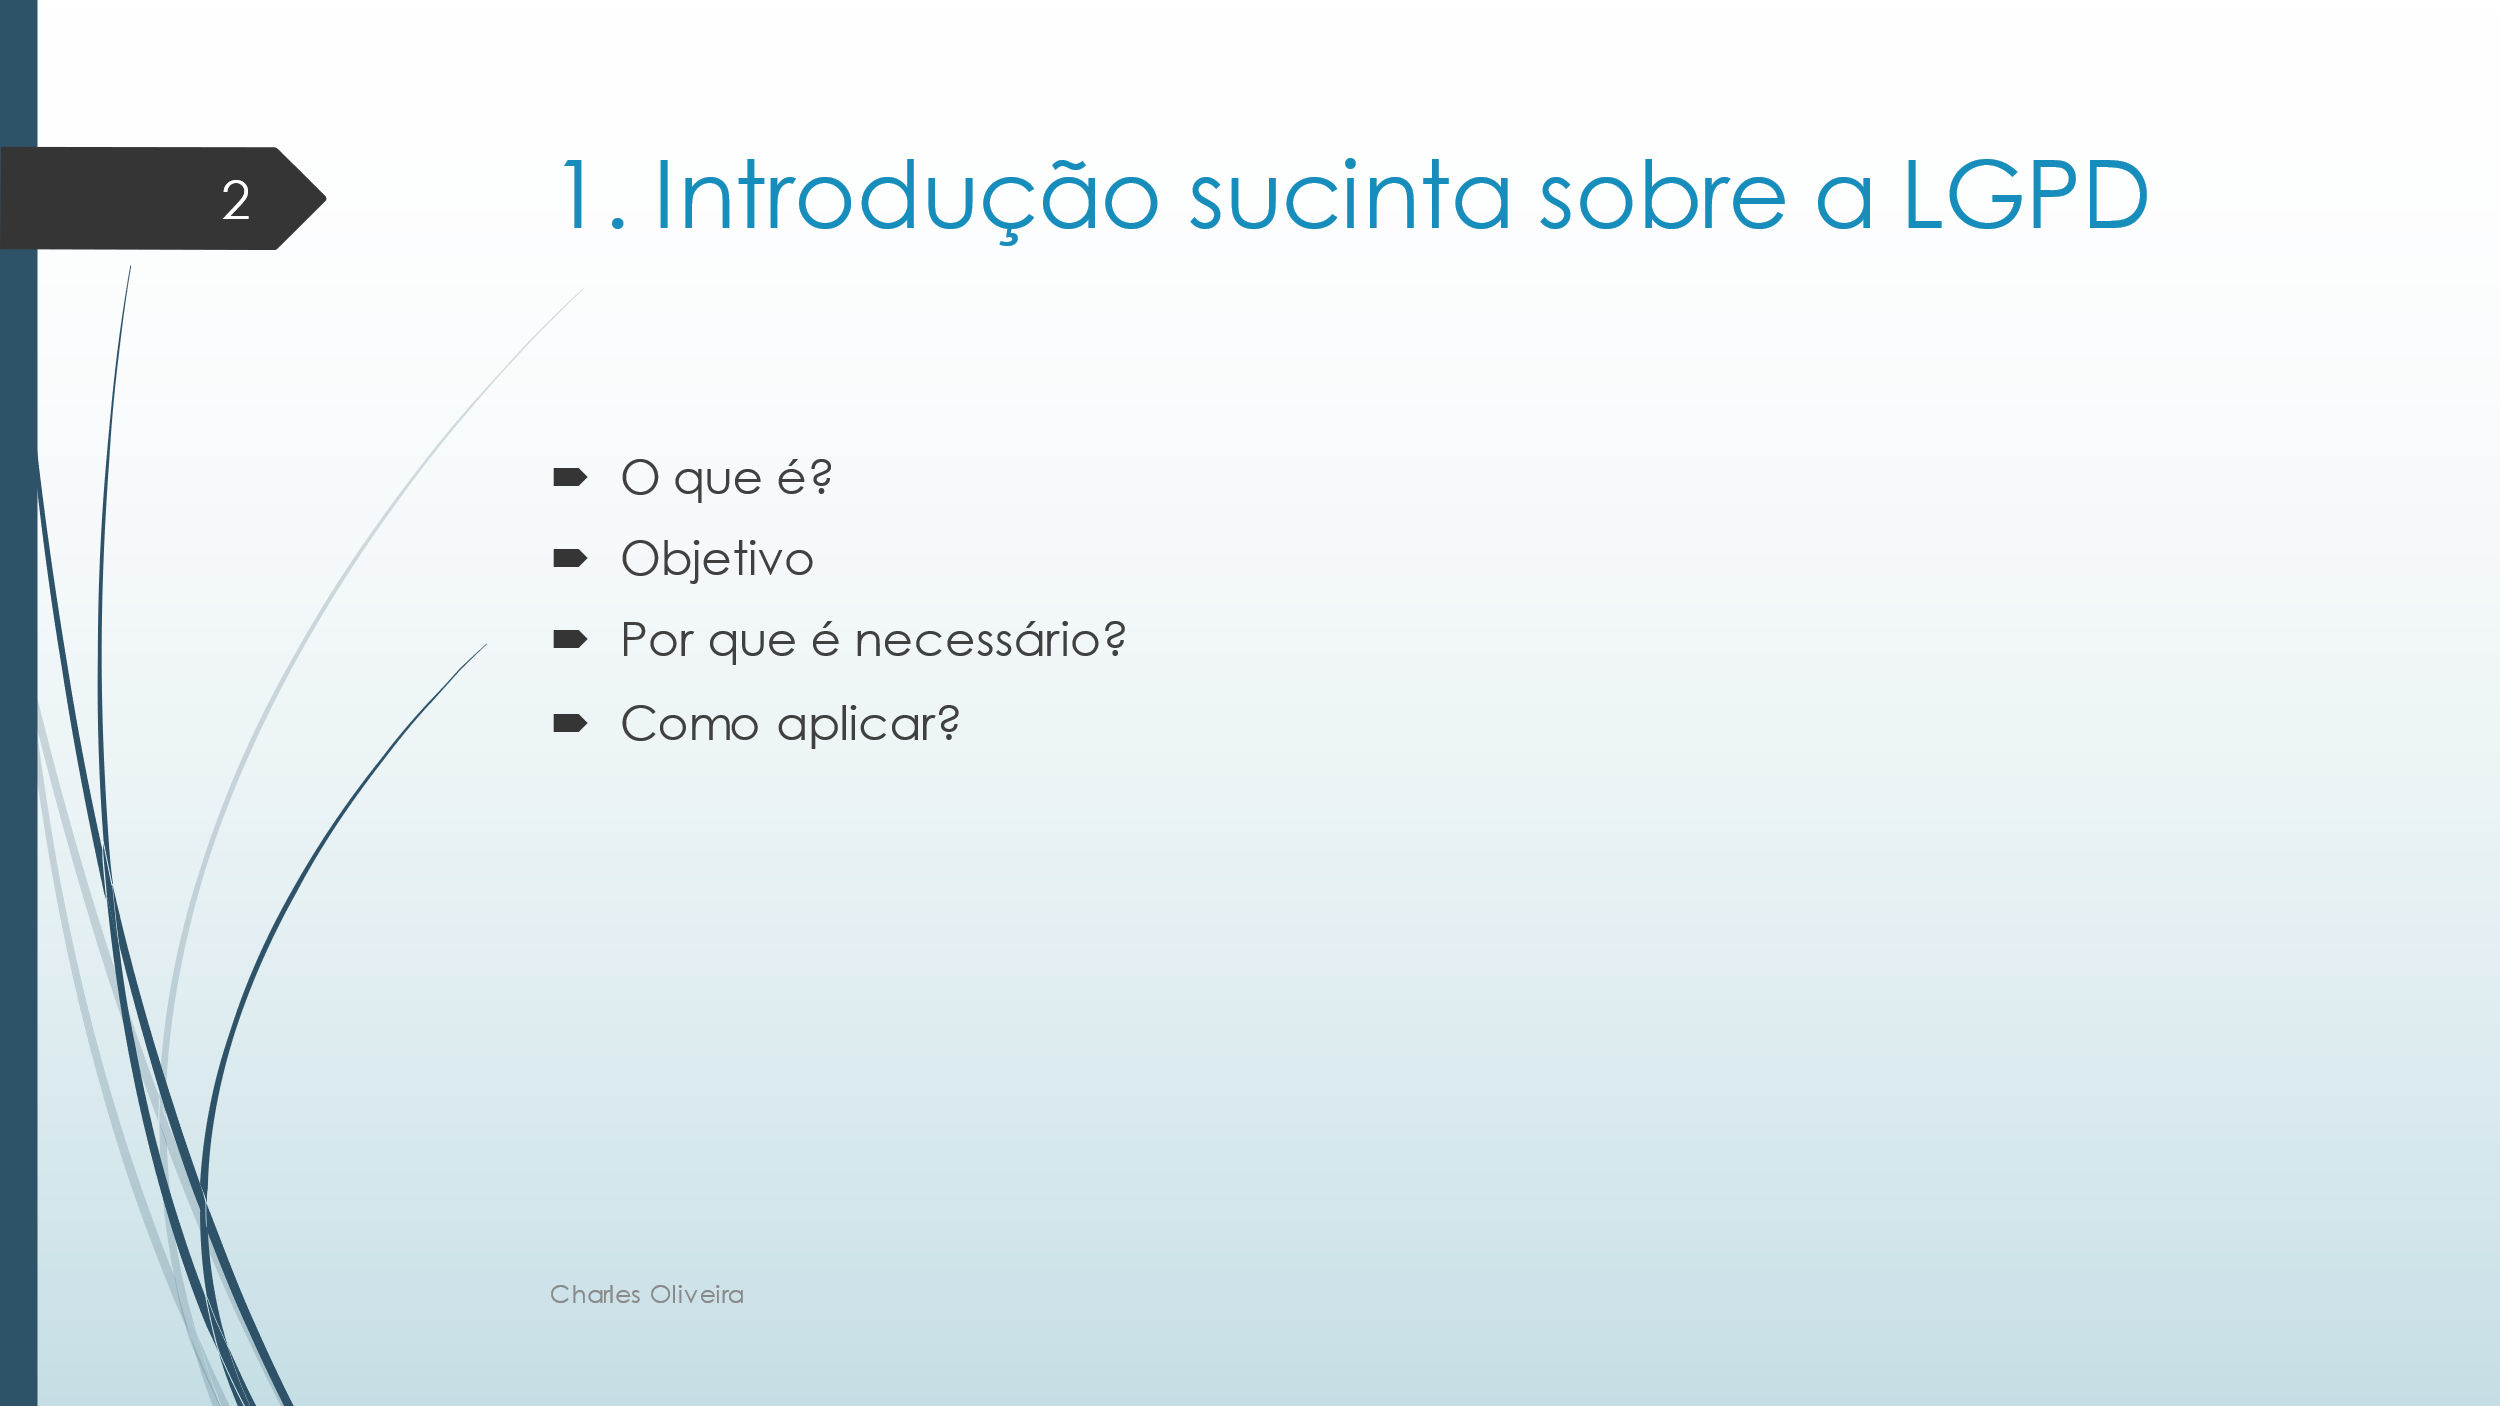 2
1. Introdução sucinta sobre a LGPD
O que é?
Objetivo
Por que é necessário?
Como aplicar?
Charles Oliveira